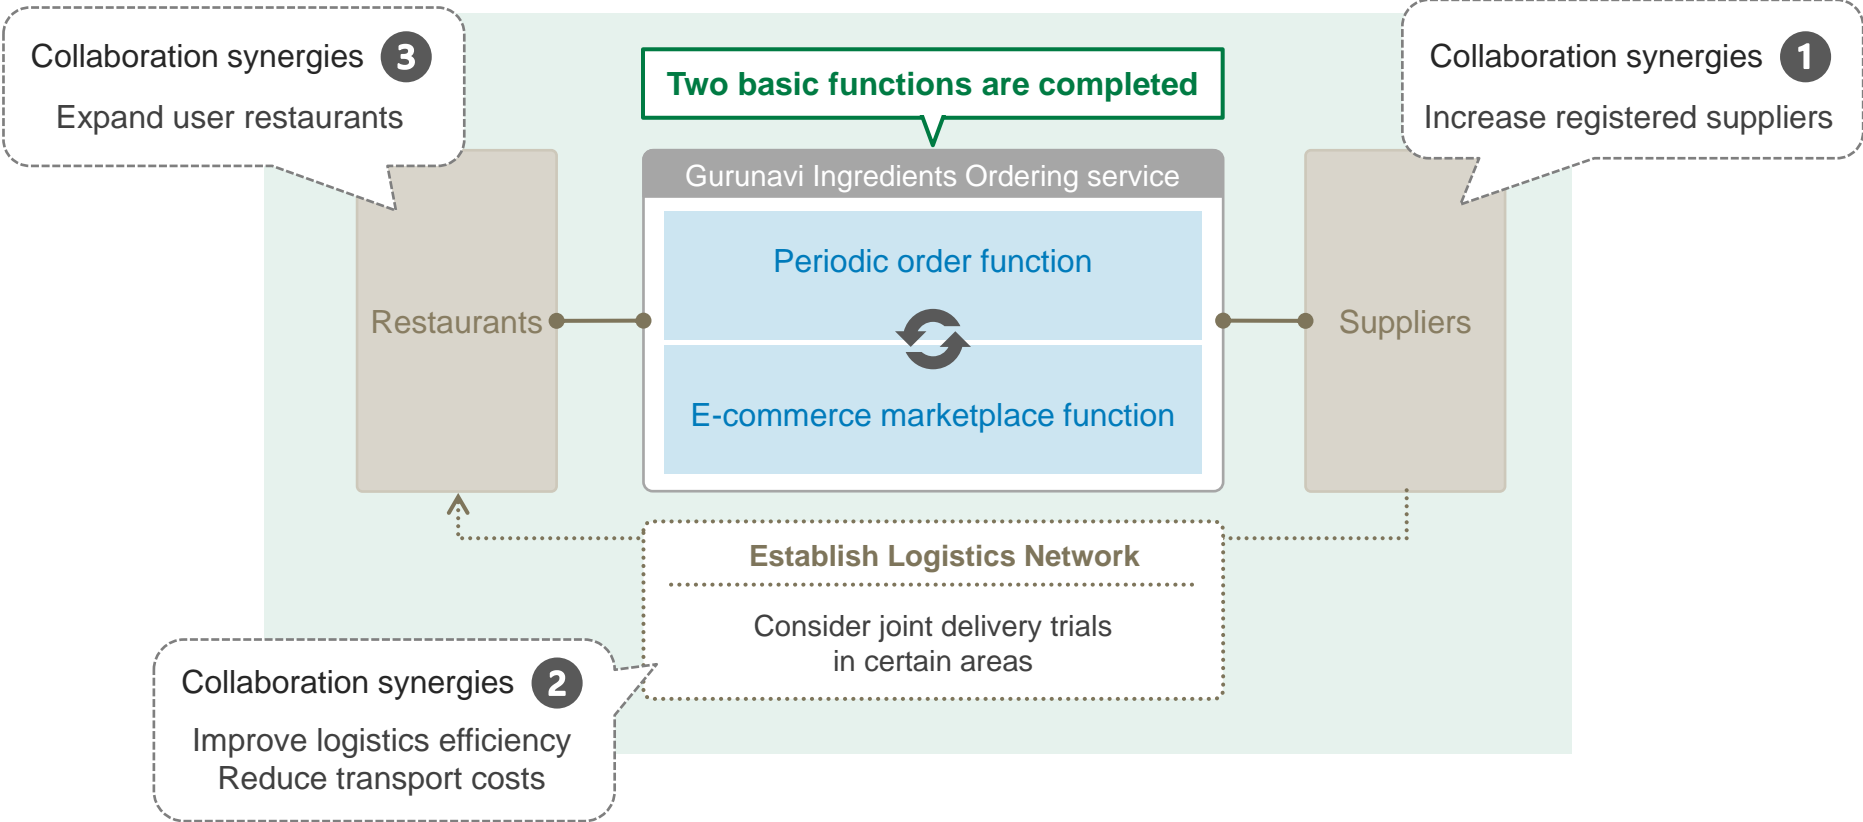 Collaboration synergies 3
Expand user restaurants
Two basic functions are completed
Collaboration synergies 1
Increase registered suppliers
Gurunavi Ingredients Ordering service
Periodic order function
Restaurants
Suppliers
E-commerce marketplace function
Establish Logistics Network
Consider joint delivery trials
in certain areas
Collaboration synergies 2
Improve logistics efficiency
Reduce transport costs